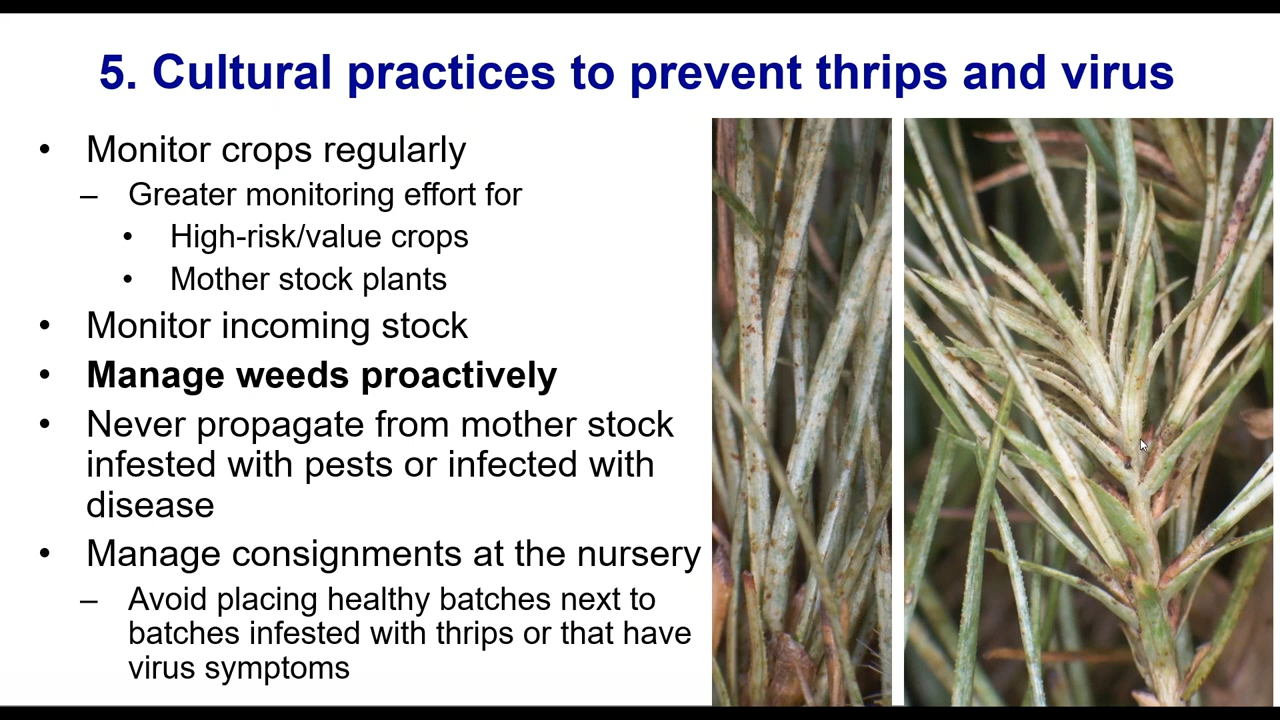 5. Cultural practices to prevent thrips and virus
• Monitor crops regularly
– Greater monitoring effort for
• High-risk/value crops
• Mother stock plants
• Monitor incoming stock
• Manage weeds proactively
• Never propagate from mother stock
infested with pests or infected with
disease
• Manage consignments at the nursery
– Avoid placing healthy batches next to
batches infested with thrips or that have
virus symptoms